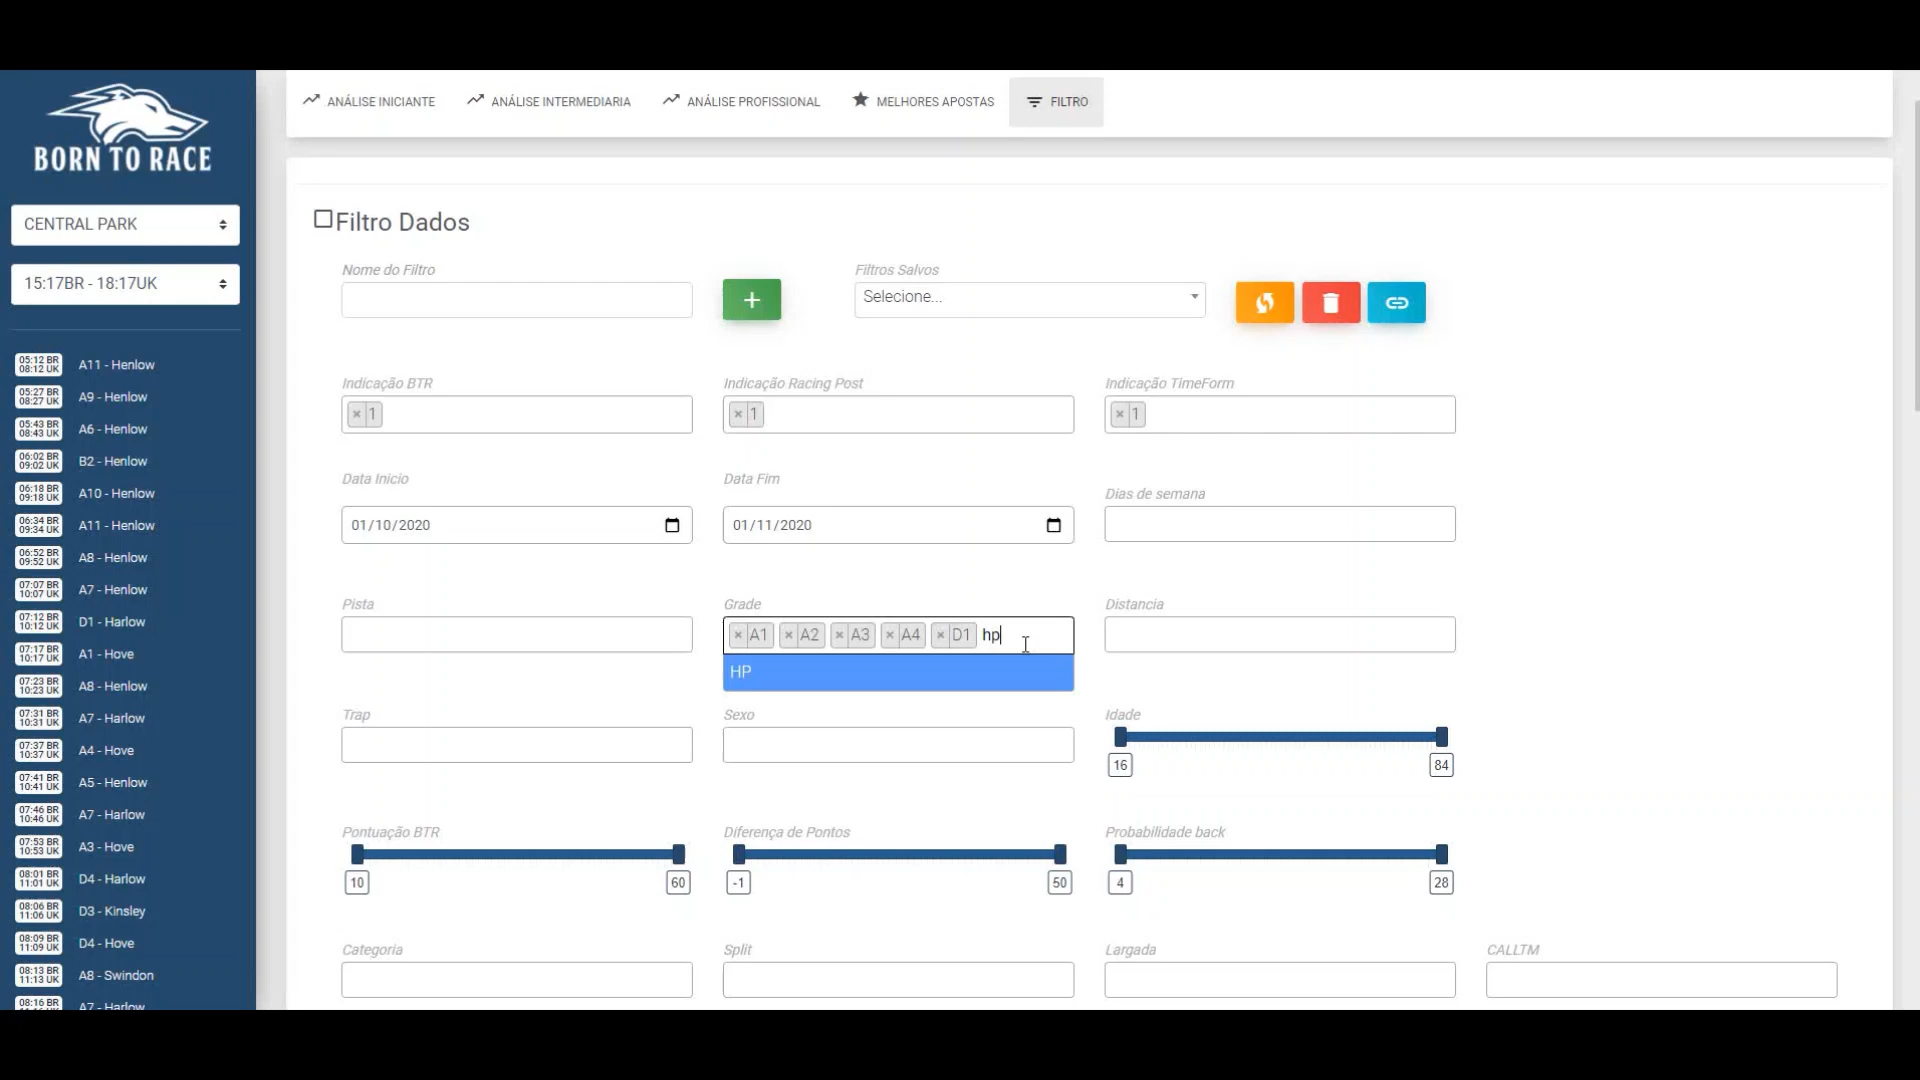 BORN TO RACE
CENTRAL PARK
15:17BR - 18:17UK
05:12 BR
08:12 UK
A11 - Henlow
05:27 BR
08:27 UK
A9 - Henlow
05:43 BR
08:43 UK
A6 - Henlow
06:02 BR
09:02 UK
B2 - Henlow
06:18 BR
09:18 UK
A10 - Henlow
06:34 BR
09:34 UK
A11 - Henlow
06:52 BR
09:52 UK
A8 - Henlow
07:07 BR
10:07 UK
A7 - Henlow
07:12 BR
10:12 UK
D1 - Harlow
07:17 BR
10:17 UK
A1 - Hove
07:23 BR
10:23 UK
A8 - Henlow
07:31 BR
10:31 UK
A7 - Harlow
07:37 BR
10:37 UK
A4 - Hove
07:41 BR
10:41 UK
A5 - Henlow
07:46 BR
10:46 UK
A7 - Harlow
07:53 BR
10:53 UK
A3 - Hove
08:01 BR
11:01 UK
D4 - Harlow
08:06 BR
11:06 UK
D3 - Kinsley
08:09 BR
11:09 UK
D4 - Hove
08:13 BR
11:13 UK
A8 - Swindon
08:16 BR
A7 - Harlow
ANÁLISE INICIANTE ANÁLISE INTERMEDIARIA ANÁLISE PROFISSIONAL MELHORES APOSTAS FILTRO
Filtro Dados
Nome do Filtro Filtros Salvos
+ Selecione...
Indicação BTR Indicação Racing Post Indicação TimeForm
× 1 × 1 × 1
Data Inicio Data Fim Dias de semana
01/10/2020 01/11/2020
Pista Grade Distancia
× A1 × A2 × A3 × A4 × D1 hp
HP
Trap Sexo Idade
16 84
Pontuação BTR Diferença de Pontos Probabilidade back
10 60 -1 50 4 28
Categoria Split Largada CALLTM